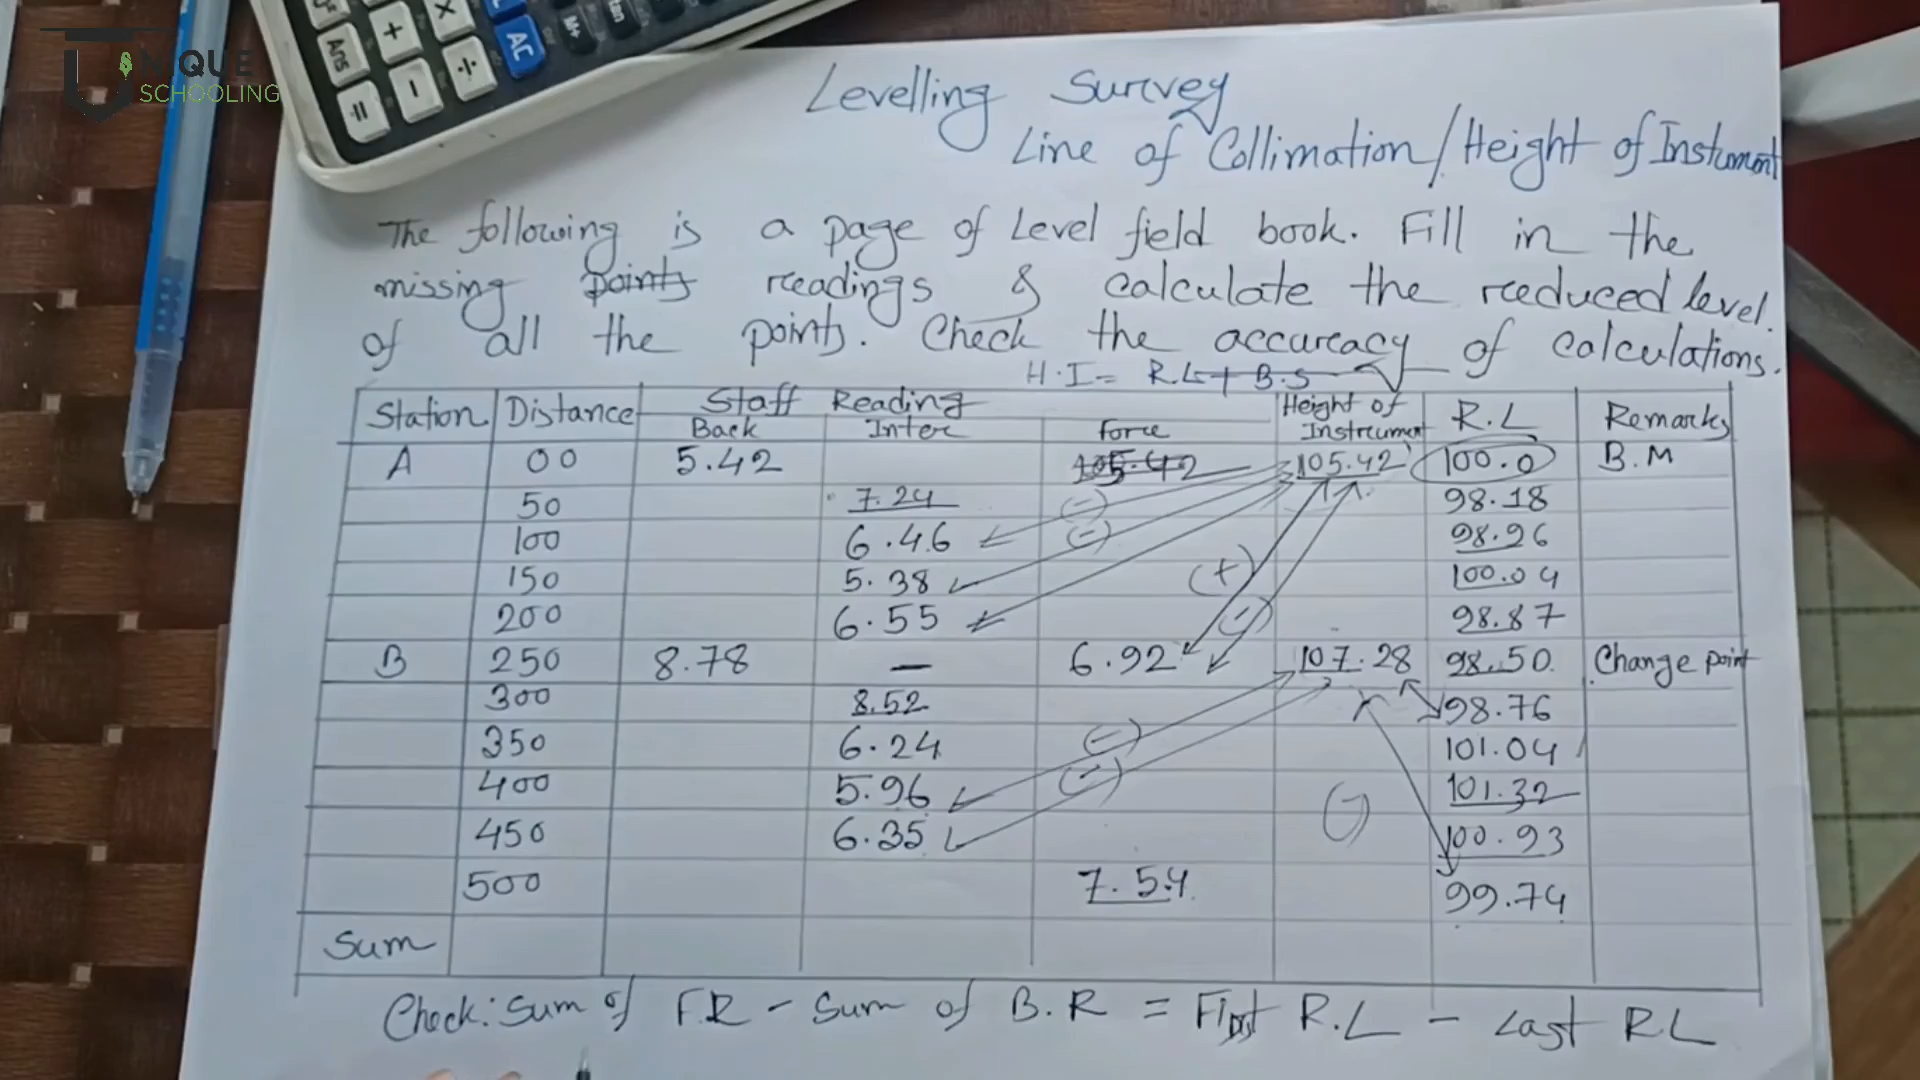 UNIQUE
SCHOOLING
Ans
+
×
=
−
÷
AC
M+
tan
Levelling Survey
Line of Collimation/Height of Instrument
The following is a page of Level field book. Fill in the
missing points readings & calculate the reeduced level.
of all the points. Check the accuracy of calculations.
H.I = R.L + B.S
Station Distance Staff Reading Height of Instrument R.L Remarks
Back Inter force
A 00 5.42 105.42 105.42 100.0 B.M
50 7.24 98.18
100 6.46 (-) 98.96
150 5.38 (-) 100.04
200 6.55 (+) 98.87
B 250 8.78 — 6.92 (-) 107.28 98.50 Change point
300 8.52 98.76
350 6.24 (-) 101.04
400 5.96 (-) 101.32
450 6.35 (-) 100.93
500 7.54 99.74
Sum
Check: Sum of F.R - Sum of B.R = First R.L - Last R.L